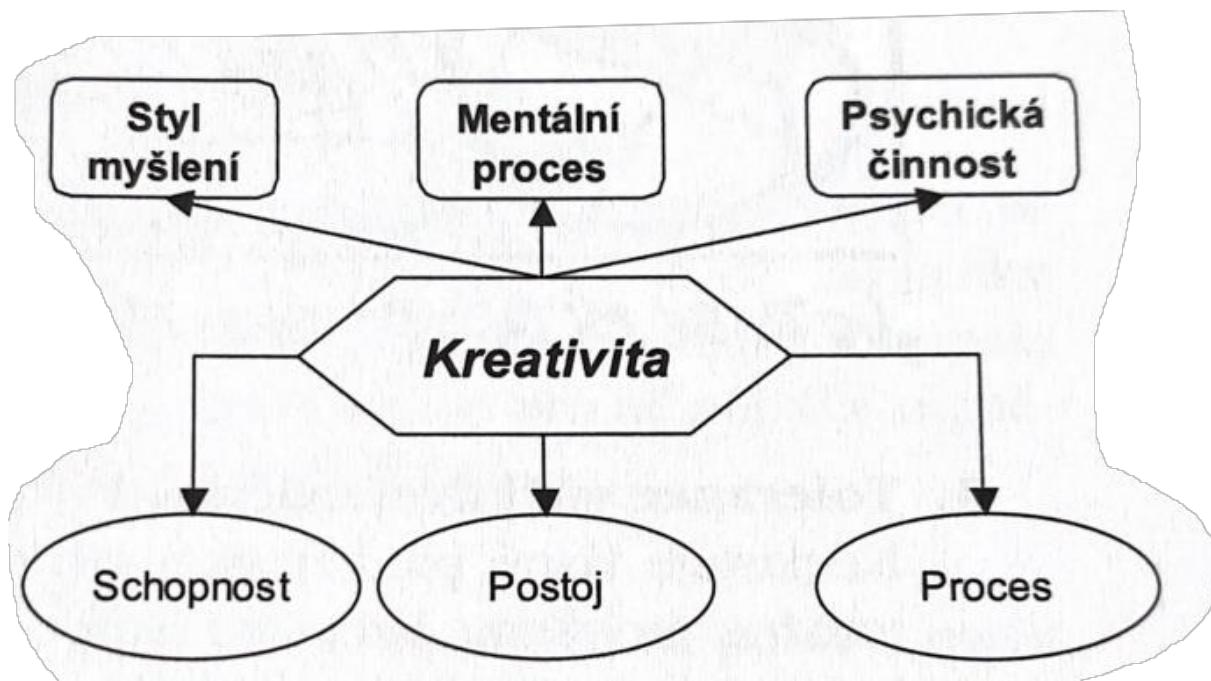 Styl
myšlení
Mentální
proces
Psychická
činnost
Kreativita
Schopnost
Postoj
Proces